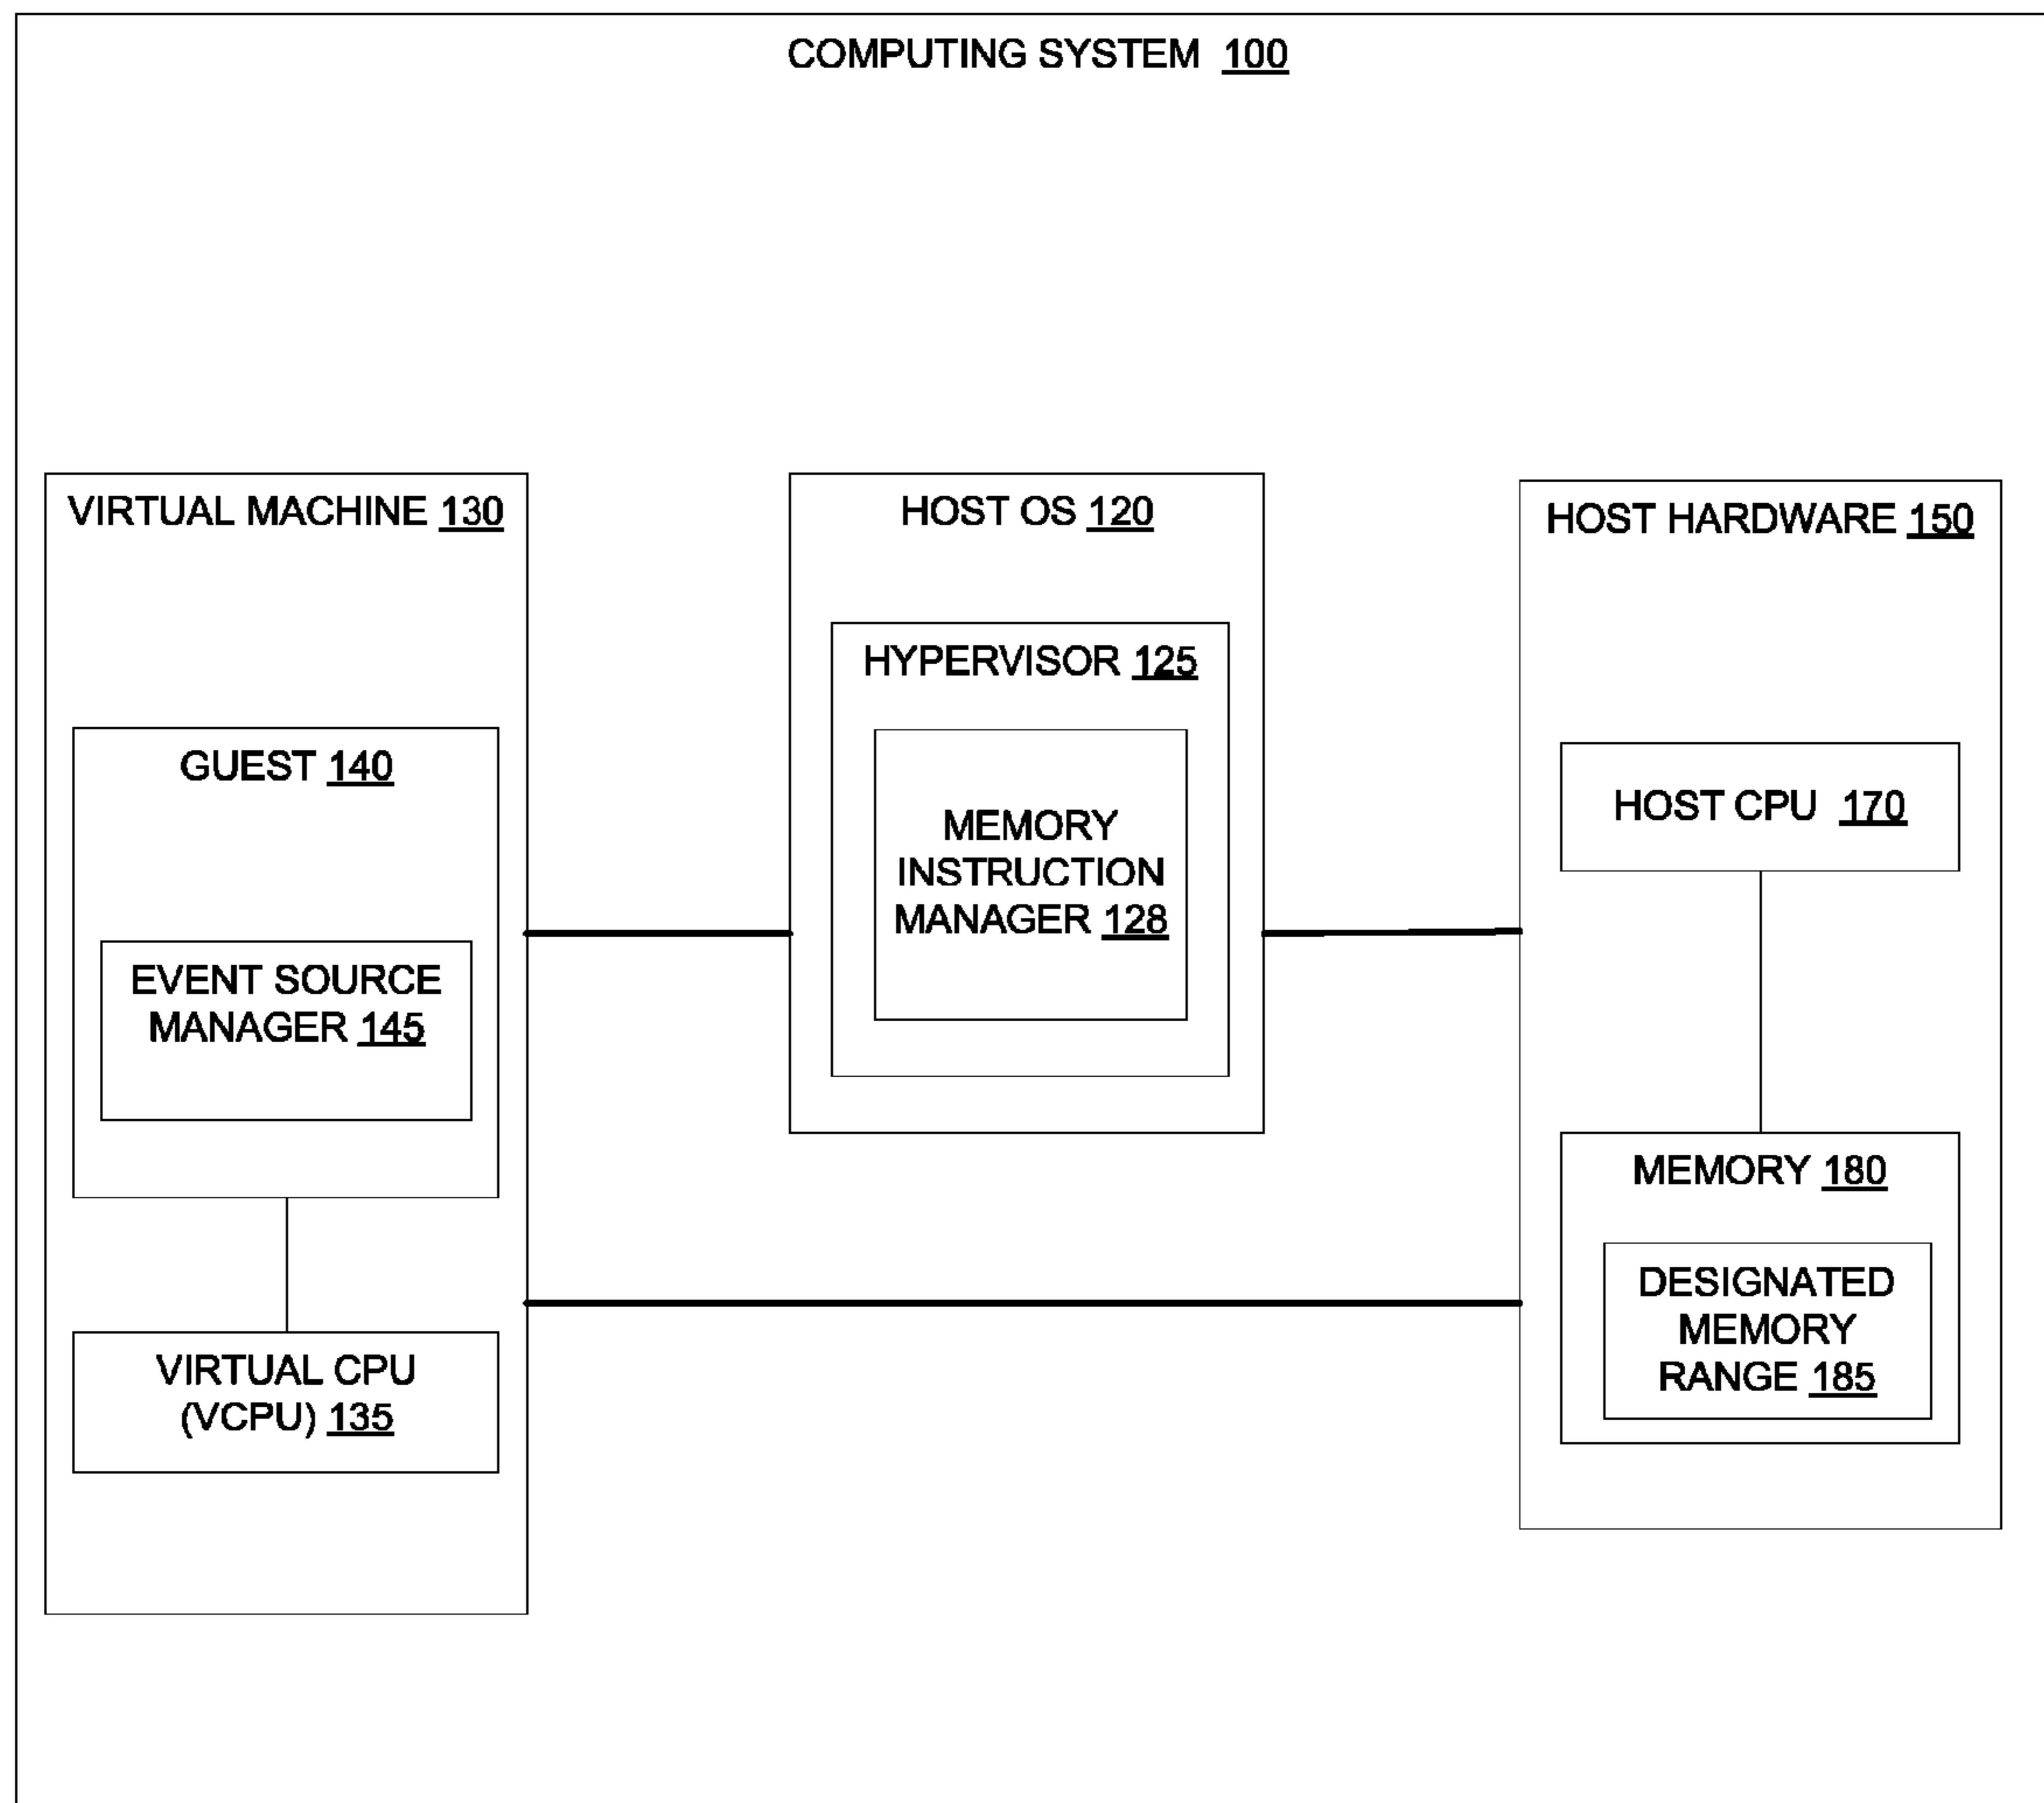 COMPUTING SYSTEM 100
VIRTUAL MACHINE 130
GUEST 140
EVENT SOURCE
MANAGER 145
VIRTUAL CPU
(VCPU) 135
HOST OS 120
HYPERVISOR 125
MEMORY
INSTRUCTION
MANAGER 128
HOST HARDWARE 150
HOST CPU 170
MEMORY 180
DESIGNATED
MEMORY
RANGE 185